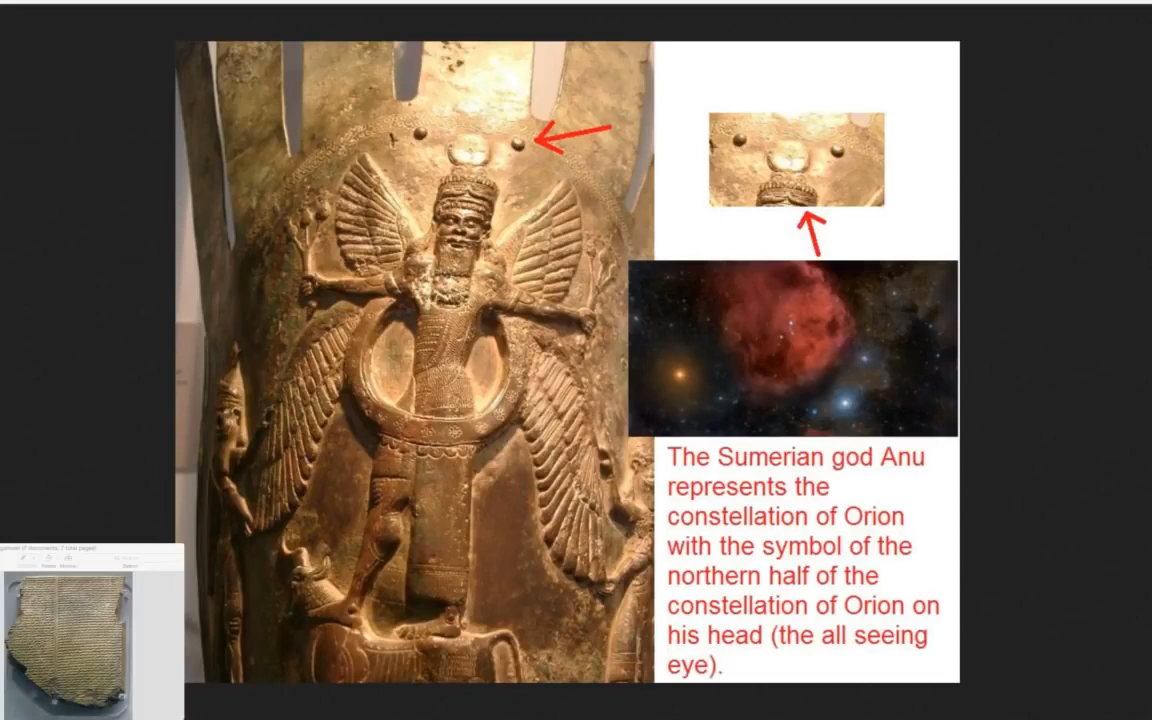 The Sumerian god Anu
represents the
constellation of Orion
with the symbol of the
northern half of the
constellation of Orion on
his head (the all seeing
eye).